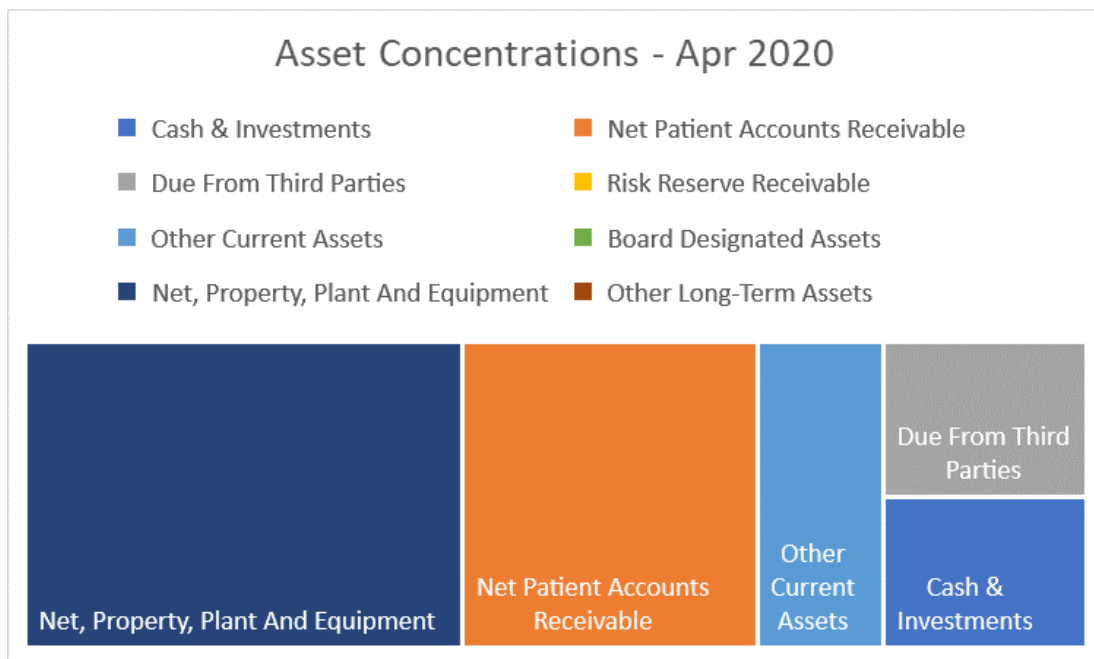 Asset Concentrations - Apr 2020
Cash & Investments
Net Patient Accounts Receivable
Due From Third Parties
Risk Reserve Receivable
Other Current Assets
Board Designated Assets
Net, Property, Plant And Equipment
Other Long-Term Assets
Net, Property, Plant And Equipment
Net Patient Accounts
Receivable
Other
Current
Assets
Due From Third
Parties
Cash &
Investments